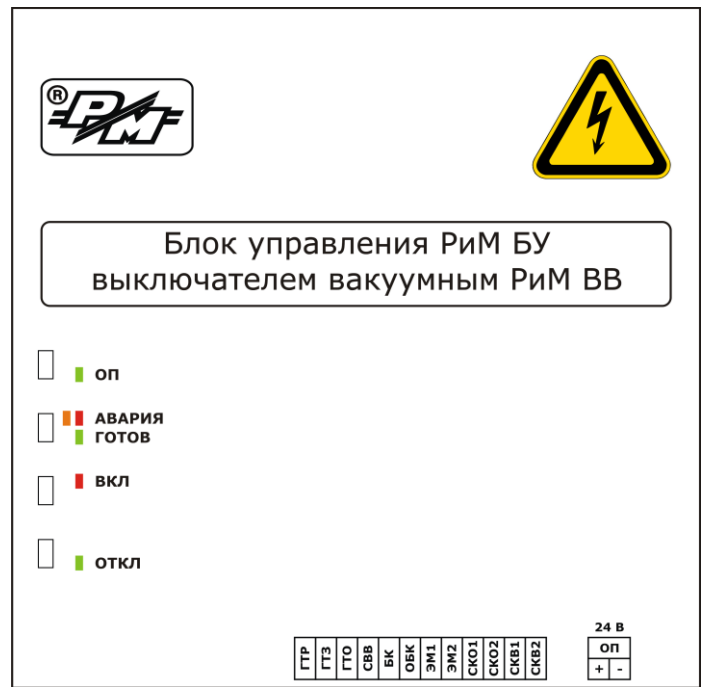 ® РМ
Блок управления РиМ БУ
выключателем вакуумным РиМ ВВ
ОП
АВАРИЯ
ГОТОВ
ВКЛ
ОТКЛ
24 В
ГТР ГТЗ ГТО СВВ БК ОБК ЭМ1 ЭМ2 СКО1 СКО2 СКВ1 СКВ2 ОП
+ -